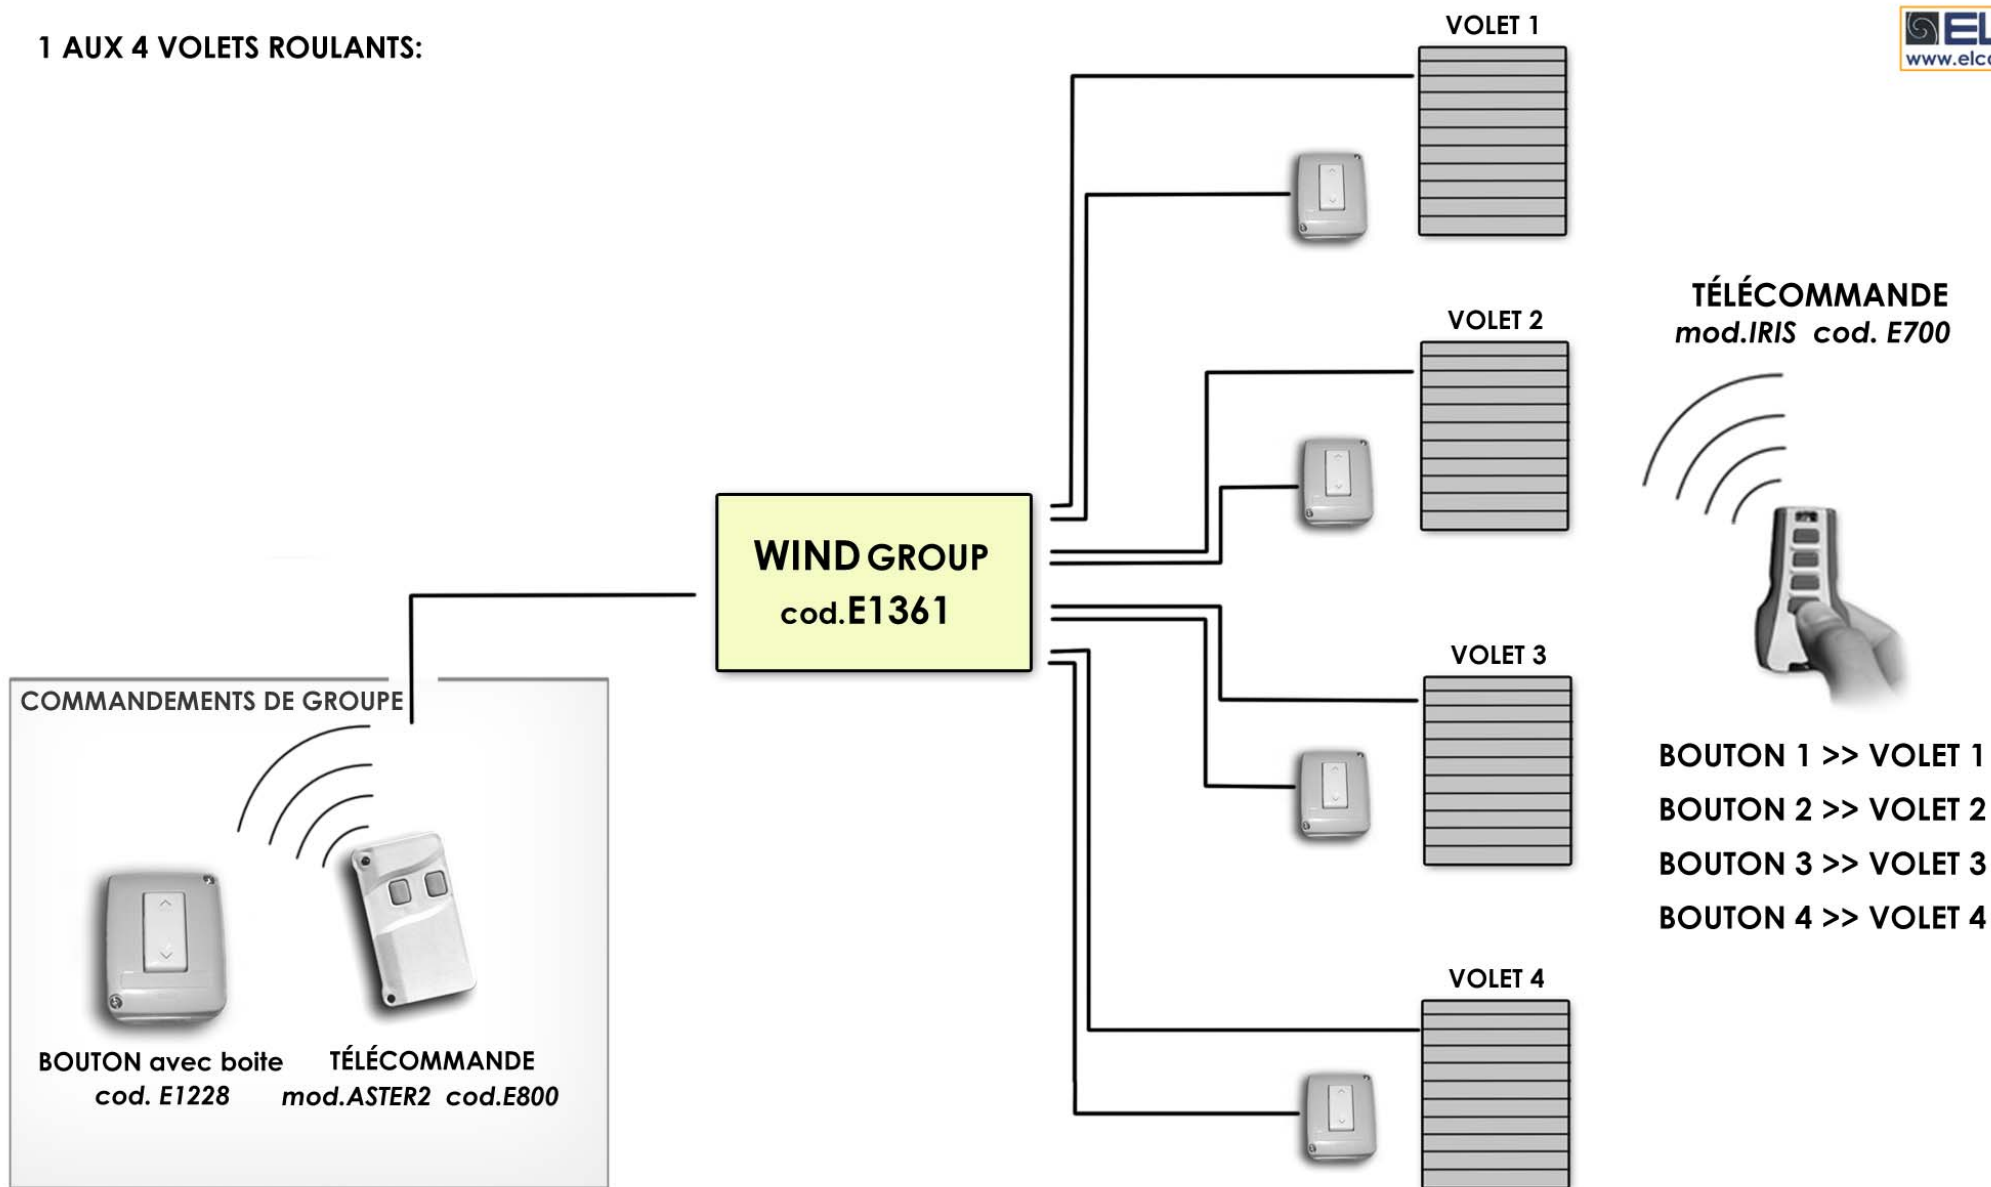 1 AUX 4 VOLETS ROULANTS:
VOLET 1
VOLET 2
TÉLÉCOMMANDE
mod.IRIS cod. E700
WIND GROUP
cod.E1361
VOLET 3
COMMANDEMENTS DE GROUPE
BOUTON 1 >> VOLET 1
BOUTON 2 >> VOLET 2
BOUTON 3 >> VOLET 3
BOUTON 4 >> VOLET 4
VOLET 4
BOUTON avec boite
cod. E1228
TÉLÉCOMMANDE
mod.ASTER2 cod.E800